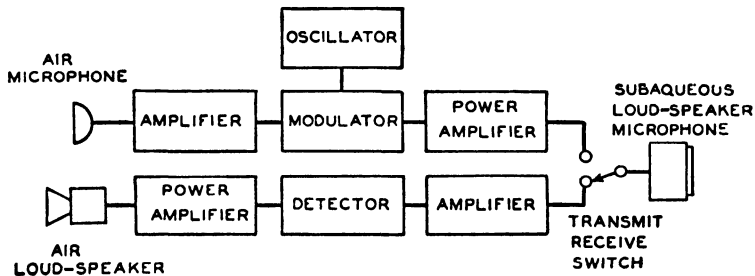 OSCILLATOR
AIR
MICROPHONE
AMPLIFIER
MODULATOR
POWER
AMPLIFIER
SUBAQUEOUS
LOUD-SPEAKER
MICROPHONE
POWER
AMPLIFIER
DETECTOR
AMPLIFIER
AIR
LOUD-SPEAKER
TRANSMIT
RECEIVE
SWITCH